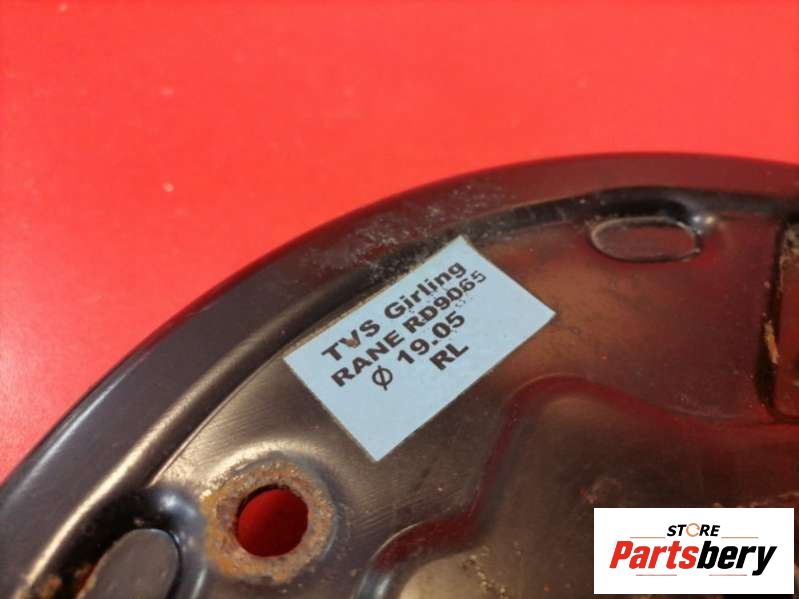 TVS Girling
RANE RD9065
Ø 19.05
RL
STORE
Partsbery